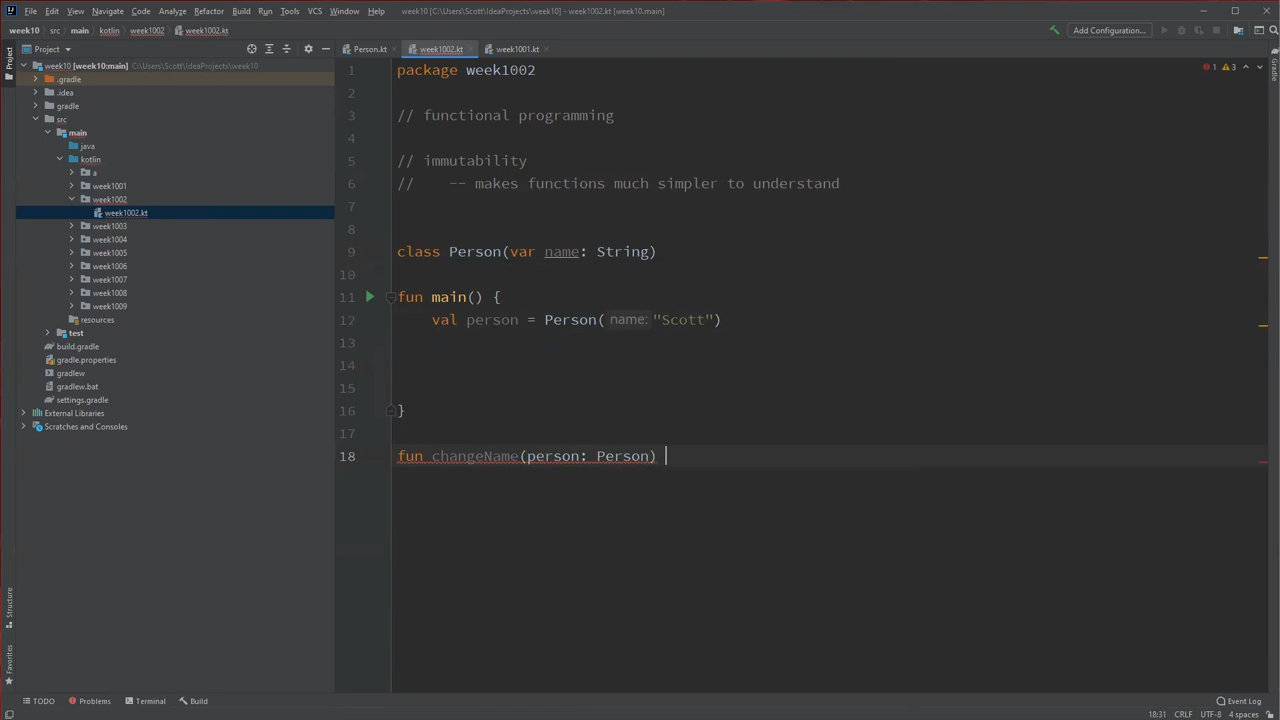 File Edit View Navigate Code Analyze Refactor Build Run Tools VCS Window Help week10 [C:\Users\Scott\IdeaProjects\week10] - week1002.kt [week10.main]
week10 src main kotlin week1002 week1002.kt Add Configuration...
Project Person.kt week1002.kt week1001.kt
Project
Gradle
Structure
Favorites
week10 [week10:main] C:\Users\Scott\IdeaProjects\week10
.gradle
.idea
gradle
src
main
java
kotlin
a
week1001
week1002
week1002.kt
week1003
week1004
week1005
week1006
week1007
week1008
week1009
resources
test
build.gradle
gradle.properties
gradlew
gradlew.bat
settings.gradle
External Libraries
Scratches and Consoles
1 package week1002 1 3
2
3 // functional programming
4
5 // immutability
6 // -- makes functions much simpler to understand
7
8
9 class Person(var name: String)
10
11 fun main() {
12 val person = Person( name: "Scott")
13
14
15
16 }
17
18 fun changeName(person: Person)
TODO Problems Terminal Build Event Log
18:31 CRLF UTF-8 4 spaces